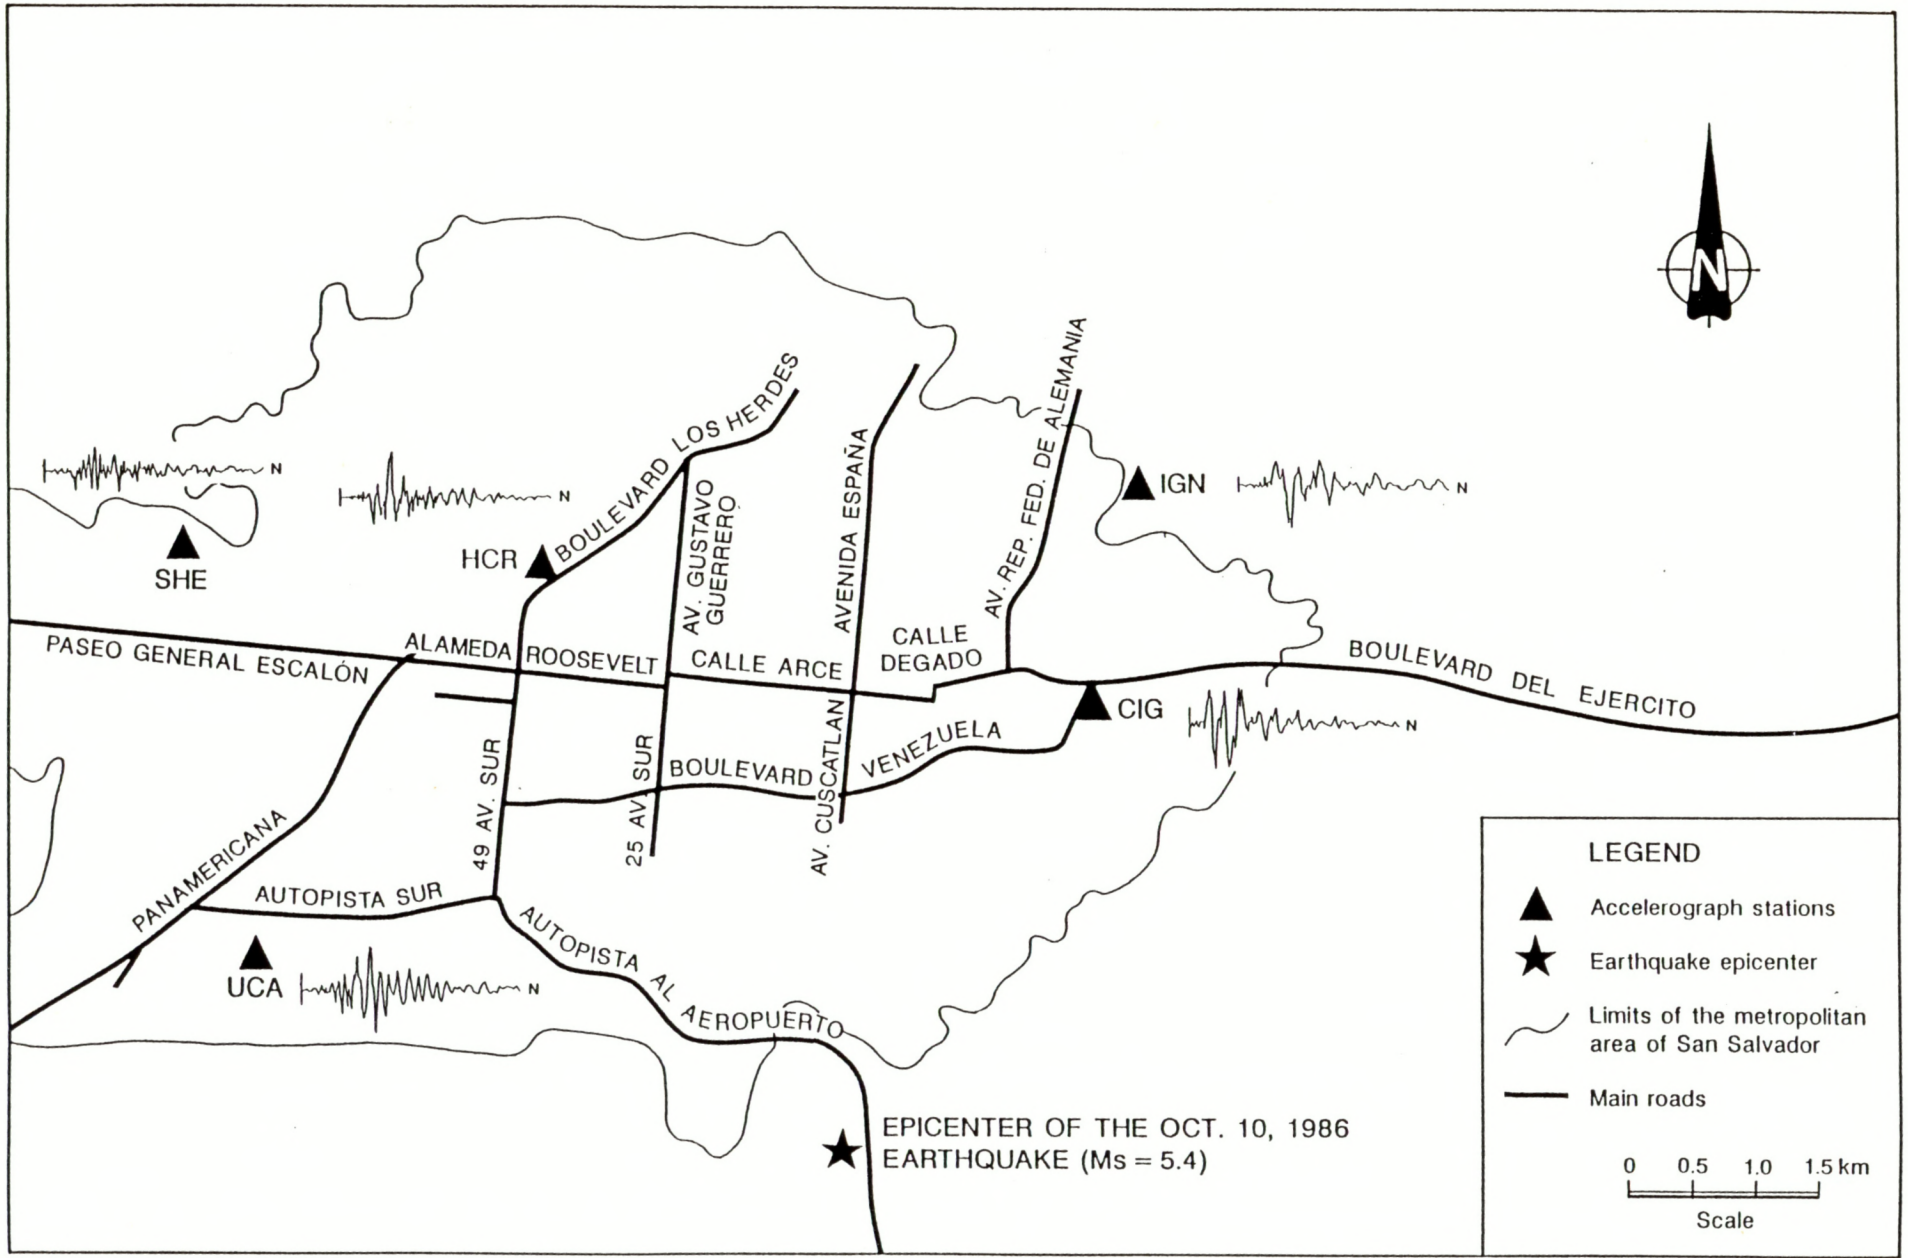 N
BOULEVARD LOS HERDES
AV. REP. FED. DE ALEMANIA
AVENIDA ESPAÑA
AV. GUSTAVO
GUERRERO
N
N
IGN
N
HCR
SHE
PASEO GENERAL ESCALÓN
ALAMEDA ROOSEVELT
CALLE ARCE
CALLE
DEGADO
BOULEVARD DEL EJERCITO
CIG
N
49 AV. SUR
25 AV. SUR
BOULEVARD VENEZUELA
AV. CUSCATLAN
PANAMERICANA
AUTOPISTA SUR
AUTOPISTA AL AEROPUERTO
UCA
N
EPICENTER OF THE OCT. 10, 1986
EARTHQUAKE (Ms = 5.4)
LEGEND
Accelerograph stations
Earthquake epicenter
Limits of the metropolitan
area of San Salvador
Main roads
0 0.5 1.0 1.5 km
Scale